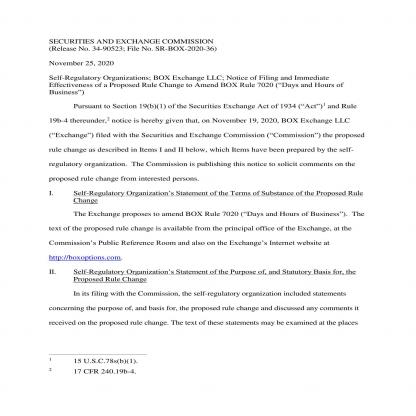 SECURITIES AND EXCHANGE COMMISSION
(Release No. 34-90523; File No. SR-BOX-2020-36)
November 25, 2020
Self-Regulatory Organizations; BOX Exchange LLC; Notice of Filing and Immediate
Effectiveness of a Proposed Rule Change to Amend BOX Rule 7020 (“Days and Hours of
Business”)
Pursuant to Section 19(b)(1) of the Securities Exchange Act of 1934 (“Act”)1 and Rule
19b-4 thereunder,2 notice is hereby given that, on November 19, 2020, BOX Exchange LLC
(“Exchange”) filed with the Securities and Exchange Commission (“Commission”) the proposed
rule change as described in Items I and II below, which Items have been prepared by the self-
regulatory organization. The Commission is publishing this notice to solicit comments on the
proposed rule change from interested persons.
I. Self-Regulatory Organization’s Statement of the Terms of Substance of the Proposed Rule
Change
The Exchange proposes to amend BOX Rule 7020 (“Days and Hours of Business”). The
text of the proposed rule change is available from the principal office of the Exchange, at the
Commission’s Public Reference Room and also on the Exchange’s Internet website at
http://boxoptions.com.
II. Self-Regulatory Organization’s Statement of the Purpose of, and Statutory Basis for, the
Proposed Rule Change
In its filing with the Commission, the self-regulatory organization included statements
concerning the purpose of, and basis for, the proposed rule change and discussed any comments it
received on the proposed rule change. The text of these statements may be examined at the places
1 15 U.S.C.78s(b)(1).
2 17 CFR 240.19b-4.